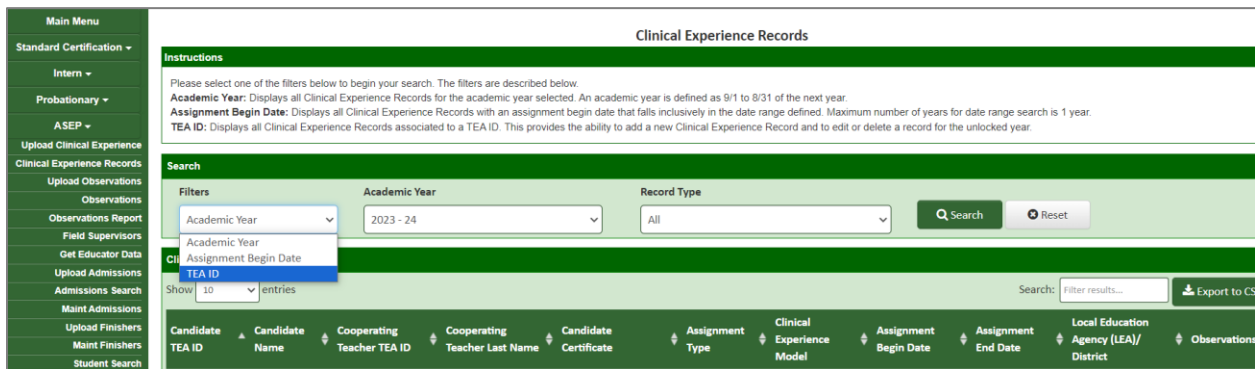 Main Menu
Standard Certification
Intern
Probationary
ASEP
Upload Clinical Experience
Clinical Experience Records
Upload Observations
Observations
Observations Report
Field Supervisors
Get Educator Data
Upload Admissions
Admissions Search
Maint Admissions
Upload Finishers
Maint Finishers
Student Search
Clinical Experience Records
Instructions
Please select one of the filters below to begin your search. The filters are described below.
Academic Year: Displays all Clinical Experience Records for the academic year selected. An academic year is defined as 9/1 to 8/31 of the next year.
Assignment Begin Date: Displays all Clinical Experience Records with an assignment begin date that falls inclusively in the date range defined. Maximum number of years for date range search is 1 year.
TEA ID: Displays all Clinical Experience Records associated to a TEA ID. This provides the ability to add a new Clinical Experience Record and to edit or delete a record for the unlocked year.
Search
Filters Academic Year Record Type
Academic Year 2023 - 24 All Search Reset
Academic Year
Assignment Begin Date
TEA ID
Cli
Show 10 entries Search: Filter results... Export to CS
Candidate TEA ID
Candidate Name
Cooperating Teacher TEA ID
Cooperating Teacher Last Name
Candidate Certificate
Assignment Type
Clinical Experience Model
Assignment Begin Date
Assignment End Date
Local Education Agency (LEA)/ District
Observations